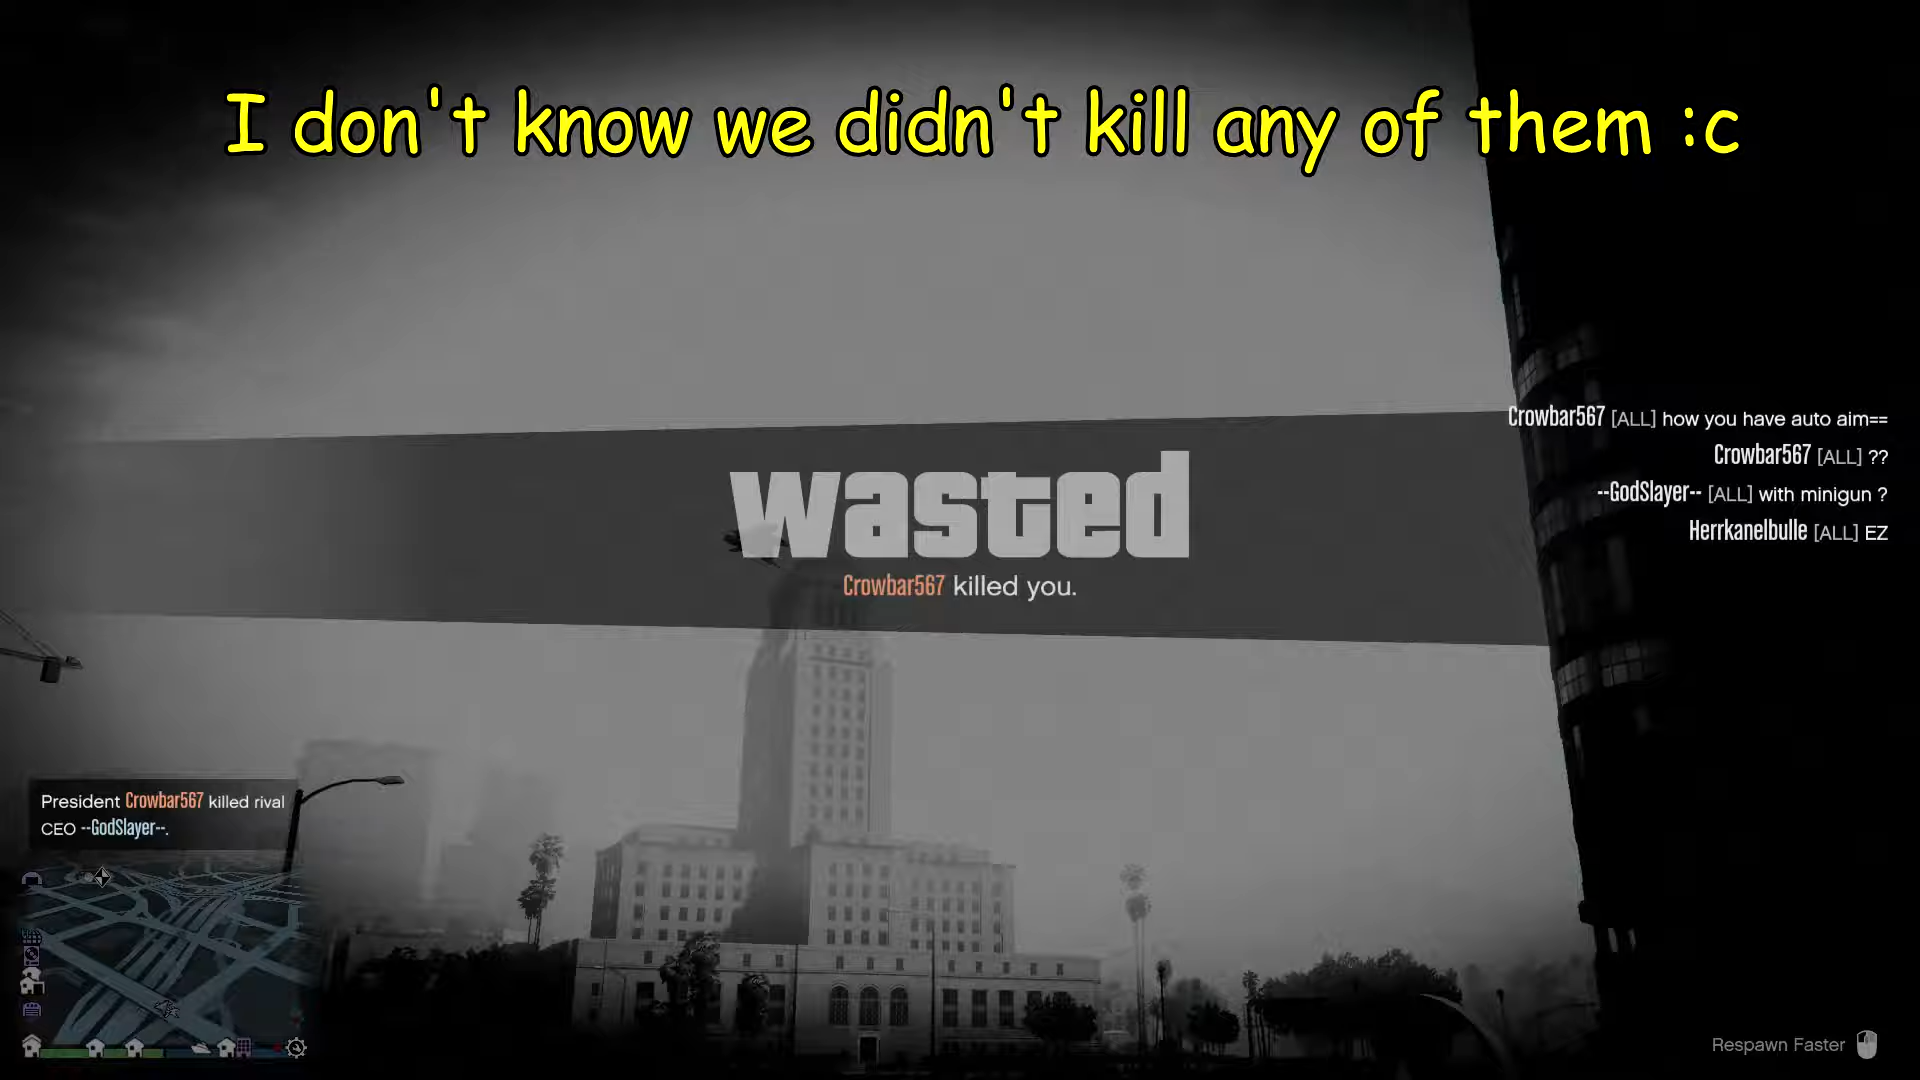 I don't know we didn't kill any of them :c
Crowbar567 [ALL] how you have auto aim==
Crowbar567 [ALL] ??
--GodSlayer-- [ALL] with minigun ?
Herrkanelbulle [ALL] EZ
wasted
Crowbar567 killed you.
President Crowbar567 killed rival
CEO --GodSlayer--.
Respawn Faster